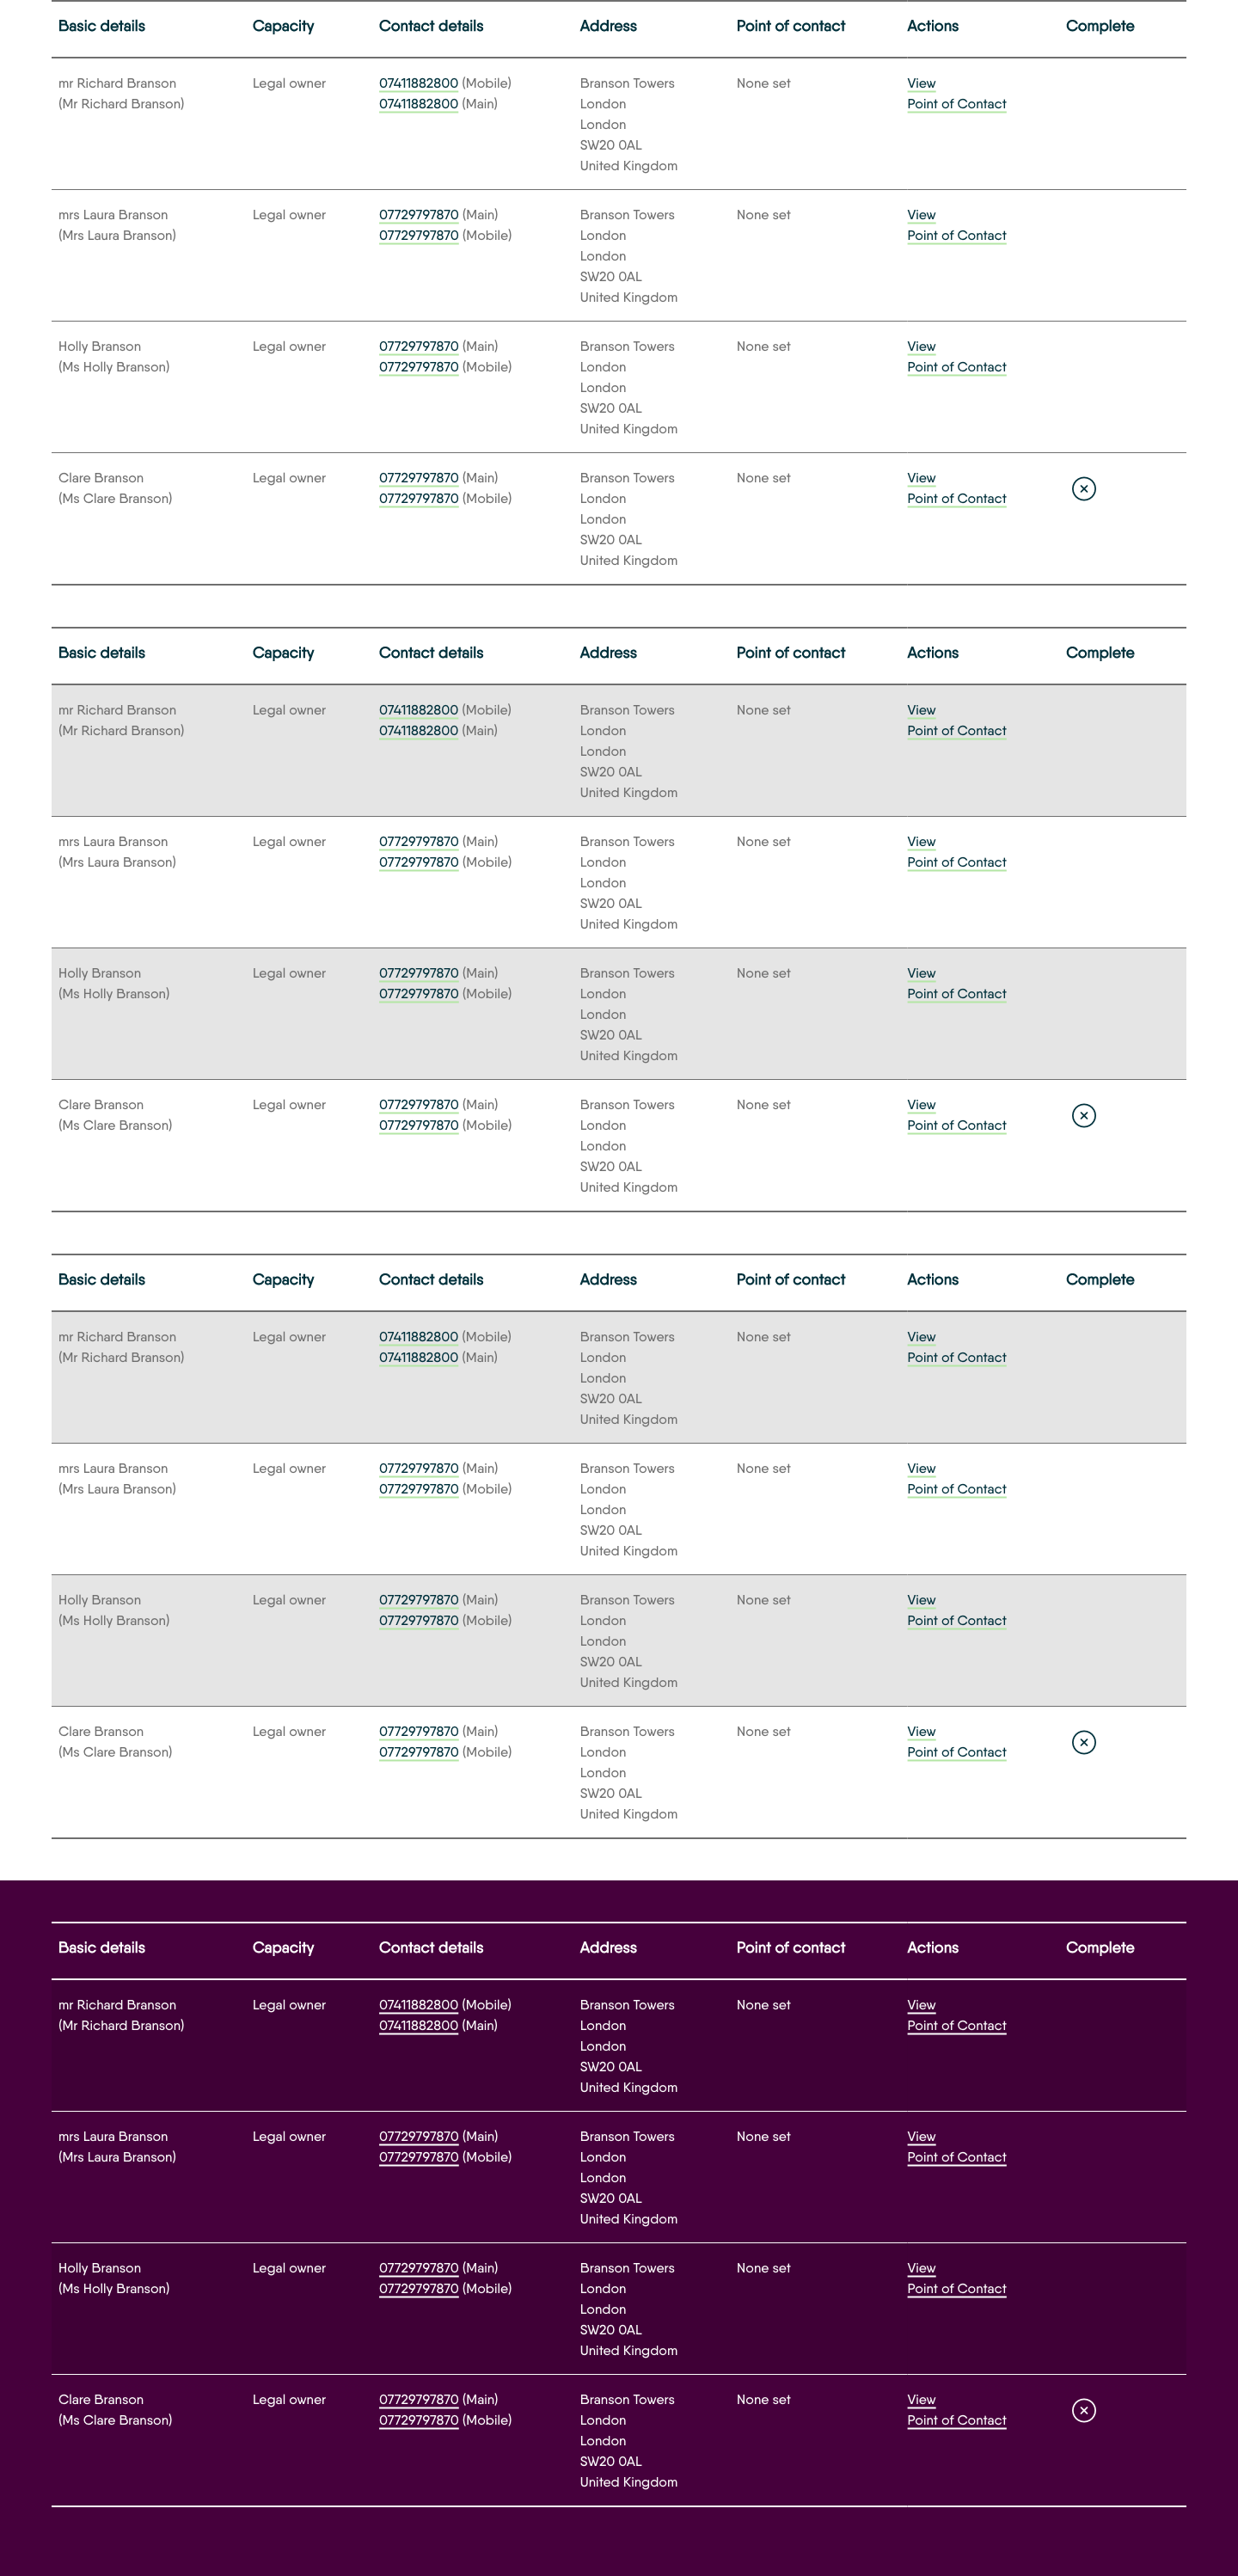 Basic details Capacity Contact details Address Point of contact Actions Complete
mr Richard Branson Legal owner 07411882800 (Mobile) Branson Towers None set View
(Mr Richard Branson) 07411882800 (Main) London Point of Contact
London
SW20 0AL
United Kingdom
mrs Laura Branson Legal owner 07729797870 (Main) Branson Towers None set View
(Mrs Laura Branson) 07729797870 (Mobile) London Point of Contact
London
SW20 0AL
United Kingdom
Holly Branson Legal owner 07729797870 (Main) Branson Towers None set View
(Ms Holly Branson) 07729797870 (Mobile) London Point of Contact
London
SW20 0AL
United Kingdom
Clare Branson Legal owner 07729797870 (Main) Branson Towers None set View
(Ms Clare Branson) 07729797870 (Mobile) London Point of Contact
London
SW20 0AL
United Kingdom
Basic details Capacity Contact details Address Point of contact Actions Complete
mr Richard Branson Legal owner 07411882800 (Mobile) Branson Towers None set View
(Mr Richard Branson) 07411882800 (Main) London Point of Contact
London
SW20 0AL
United Kingdom
mrs Laura Branson Legal owner 07729797870 (Main) Branson Towers None set View
(Mrs Laura Branson) 07729797870 (Mobile) London Point of Contact
London
SW20 0AL
United Kingdom
Holly Branson Legal owner 07729797870 (Main) Branson Towers None set View
(Ms Holly Branson) 07729797870 (Mobile) London Point of Contact
London
SW20 0AL
United Kingdom
Clare Branson Legal owner 07729797870 (Main) Branson Towers None set View
(Ms Clare Branson) 07729797870 (Mobile) London Point of Contact
London
SW20 0AL
United Kingdom
Basic details Capacity Contact details Address Point of contact Actions Complete
mr Richard Branson Legal owner 07411882800 (Mobile) Branson Towers None set View
(Mr Richard Branson) 07411882800 (Main) London Point of Contact
London
SW20 0AL
United Kingdom
mrs Laura Branson Legal owner 07729797870 (Main) Branson Towers None set View
(Mrs Laura Branson) 07729797870 (Mobile) London Point of Contact
London
SW20 0AL
United Kingdom
Holly Branson Legal owner 07729797870 (Main) Branson Towers None set View
(Ms Holly Branson) 07729797870 (Mobile) London Point of Contact
London
SW20 0AL
United Kingdom
Clare Branson Legal owner 07729797870 (Main) Branson Towers None set View
(Ms Clare Branson) 07729797870 (Mobile) London Point of Contact
London
SW20 0AL
United Kingdom
Basic details Capacity Contact details Address Point of contact Actions Complete
mr Richard Branson Legal owner 07411882800 (Mobile) Branson Towers None set View
(Mr Richard Branson) 07411882800 (Main) London Point of Contact
London
SW20 0AL
United Kingdom
mrs Laura Branson Legal owner 07729797870 (Main) Branson Towers None set View
(Mrs Laura Branson) 07729797870 (Mobile) London Point of Contact
London
SW20 0AL
United Kingdom
Holly Branson Legal owner 07729797870 (Main) Branson Towers None set View
(Ms Holly Branson) 07729797870 (Mobile) London Point of Contact
London
SW20 0AL
United Kingdom
Clare Branson Legal owner 07729797870 (Main) Branson Towers None set View
(Ms Clare Branson) 07729797870 (Mobile) London Point of Contact
London
SW20 0AL
United Kingdom